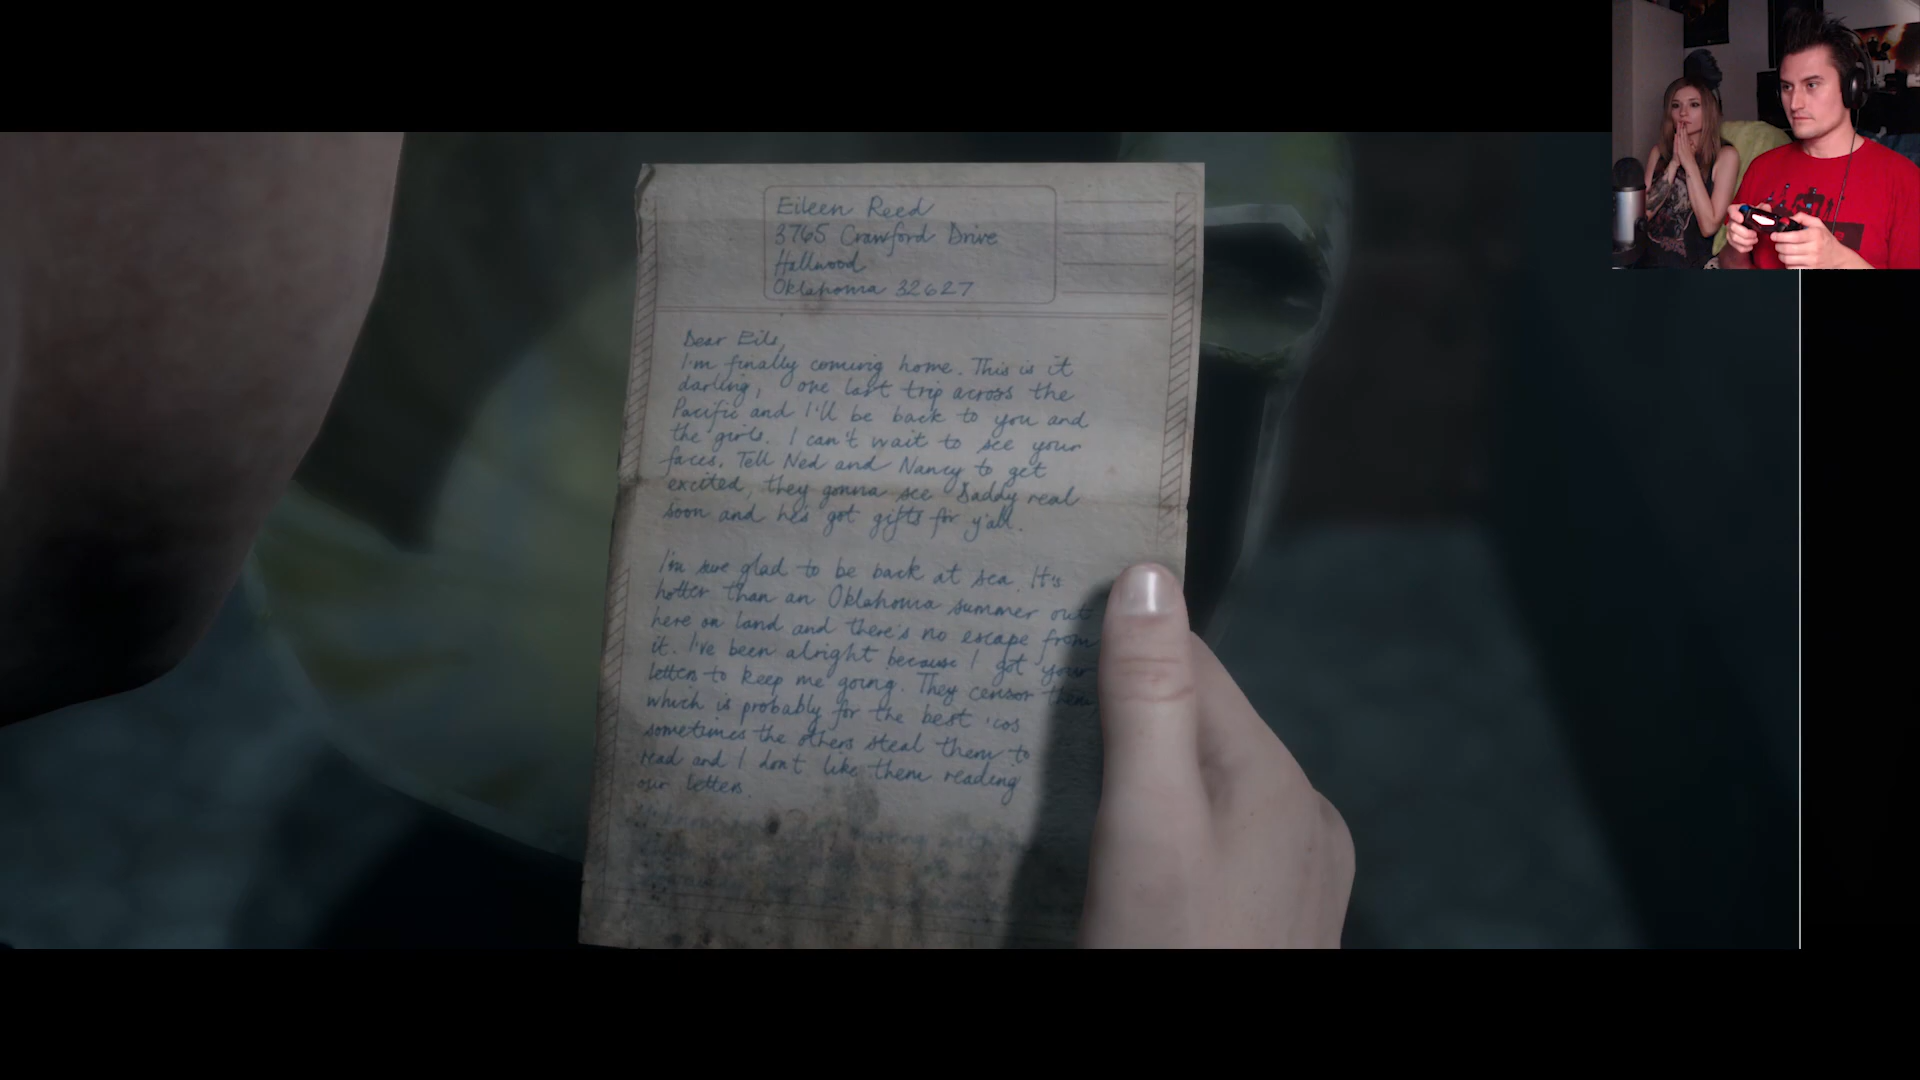 Eileen Reed
3765 Crawford Drive
Hallwood
Oklahoma 32627
Dear Eils,
I'm finally coming home. This is it
darling, one last trip across the
Pacific and I'll be back to you and
the girls. I can't wait to see your
faces. Tell Ned and Nancy to get
excited, they gonna see Daddy real
soon and he's got gifts for y'all.
I'm sure glad to be back at sea. It's
hotter than an Oklahoma summer out
here on land and there's no escape from
it. I've been alright because I got your
letters to keep me going. They censor them,
which is probably for the best 'cos
sometimes the others steal them to
read and I don't like them reading
our letters.